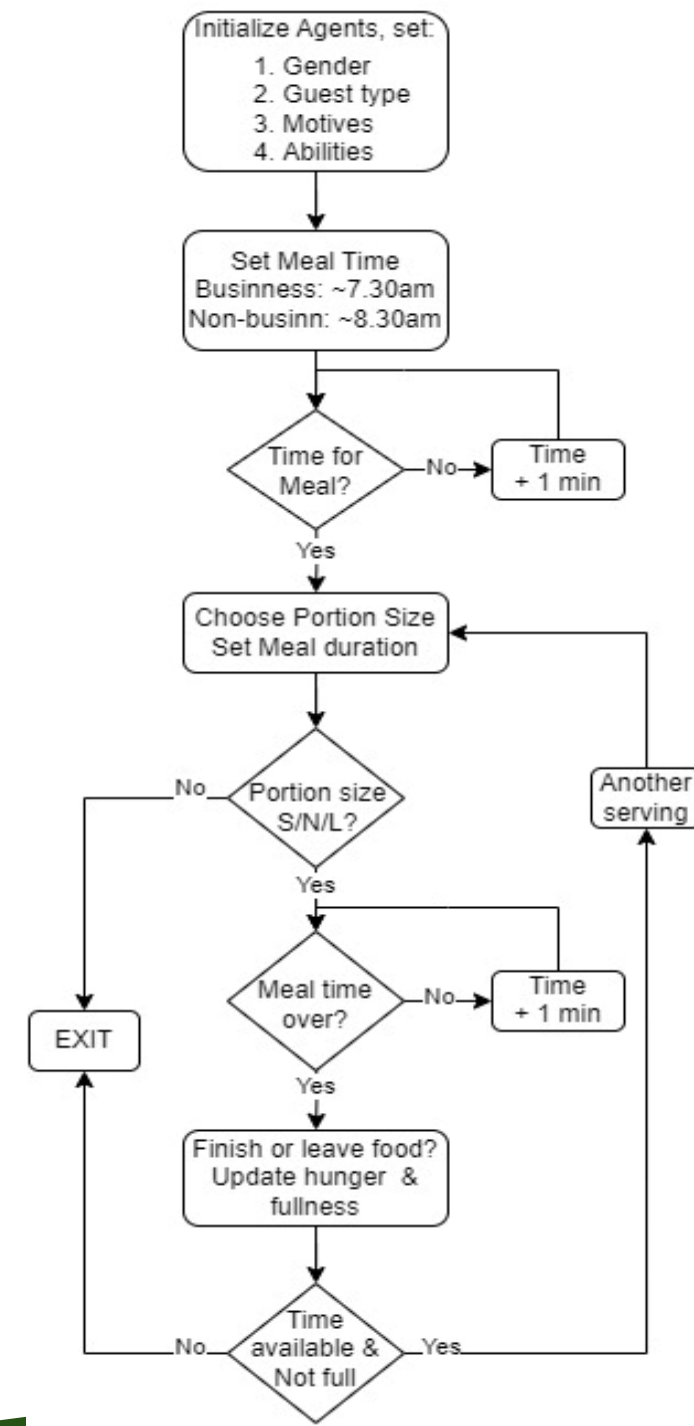 Initialize Agents, set:
1. Gender
2. Guest type
3. Motives
4. Abilities
Set Meal Time
Businness: ~7.30am
Non-businn: ~8.30am
Time for
Meal?
No
Time
+ 1 min
Yes
Choose Portion Size
Set Meal duration
No
Portion size
S/N/L?
Another
serving
Yes
Meal time
over?
No
Time
+ 1 min
EXIT
Yes
Finish or leave food?
Update hunger &
fullness
No
Time
available &
Not full
Yes